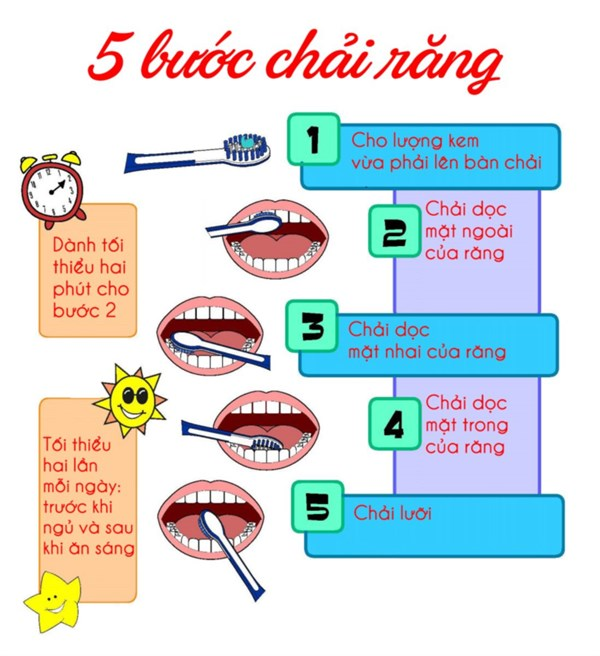 5 bước chải răng
1
Cho lượng kem
vừa phải lên bàn chải
Dành tối
thiểu hai
phút cho
bước 2
2
Chải dọc
mặt ngoài
của răng
3
Chải dọc
mặt nhai của răng
4
Chải dọc
mặt trong
của răng
Tối thiểu
hai lần
mỗi ngày:
trước khi
ngủ và sau
khi ăn sáng
5
Chải lưỡi